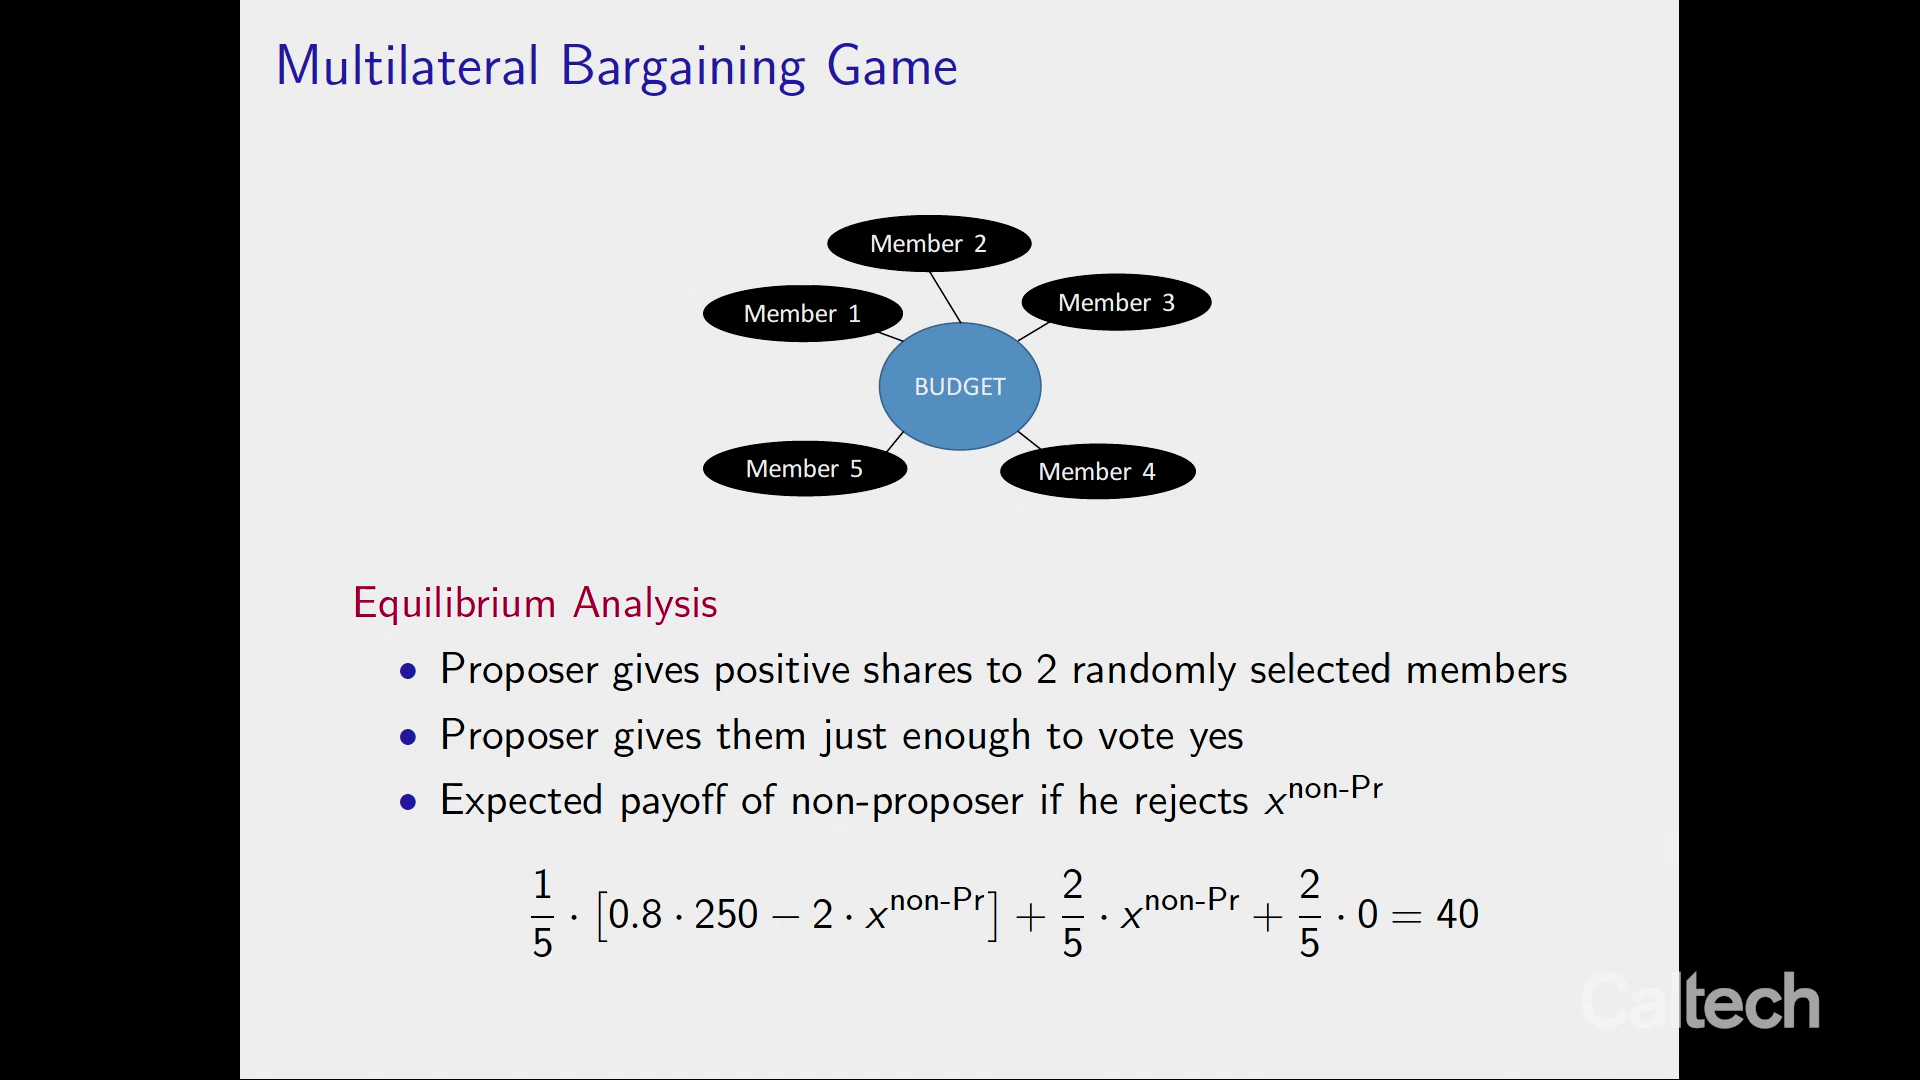 Multilateral Bargaining Game
Member 2
Member 3
Member 1
BUDGET
Member 5
Member 4
Equilibrium Analysis
• Proposer gives positive shares to 2 randomly selected members
• Proposer gives them just enough to vote yes
• Expected payoff of non-proposer if he rejects x^non-Pr
1/5 · [0.8 · 250 − 2 · x^non-Pr] + 2/5 · x^non-Pr + 2/5 · 0 = 40
Caltech